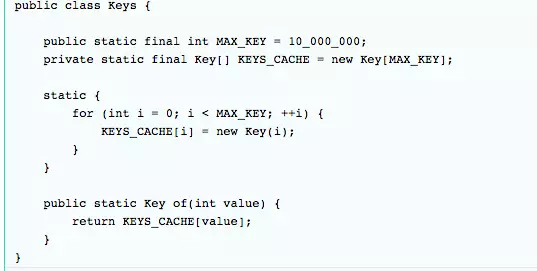 public class Keys {
public static final int MAX_KEY = 10_000_000;
private static final Key[] KEYS_CACHE = new Key[MAX_KEY];
static {
for (int i = 0; i < MAX_KEY; ++i) {
KEYS_CACHE[i] = new Key(i);
}
}
public static Key of(int value) {
return KEYS_CACHE[value];
}
}